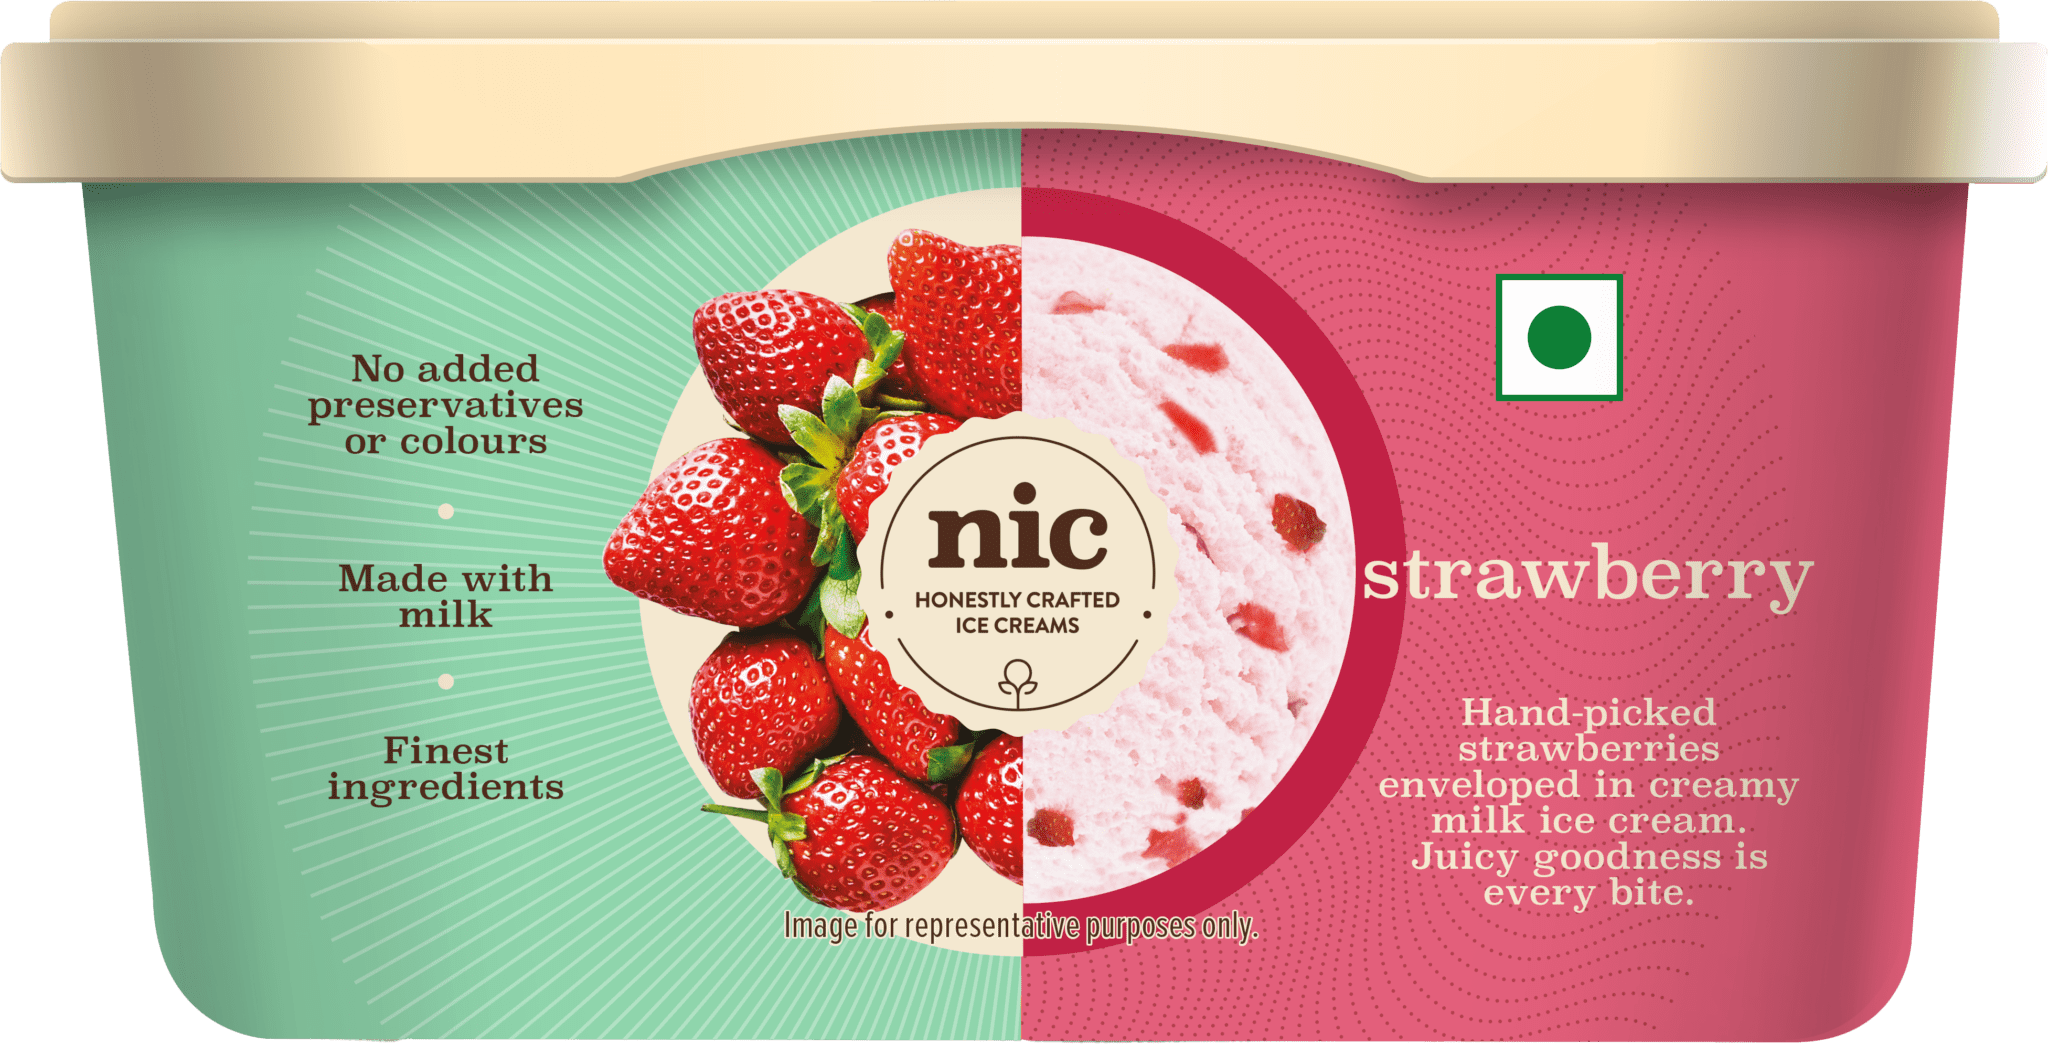 No added
preservatives
or colours
Made with
milk
Finest
ingredients
nic
HONESTLY CRAFTED
ICE CREAMS
strawberry
Hand-picked
strawberries
enveloped in creamy
milk ice cream.
Juicy goodness is
every bite.
Image for representative purposes only.